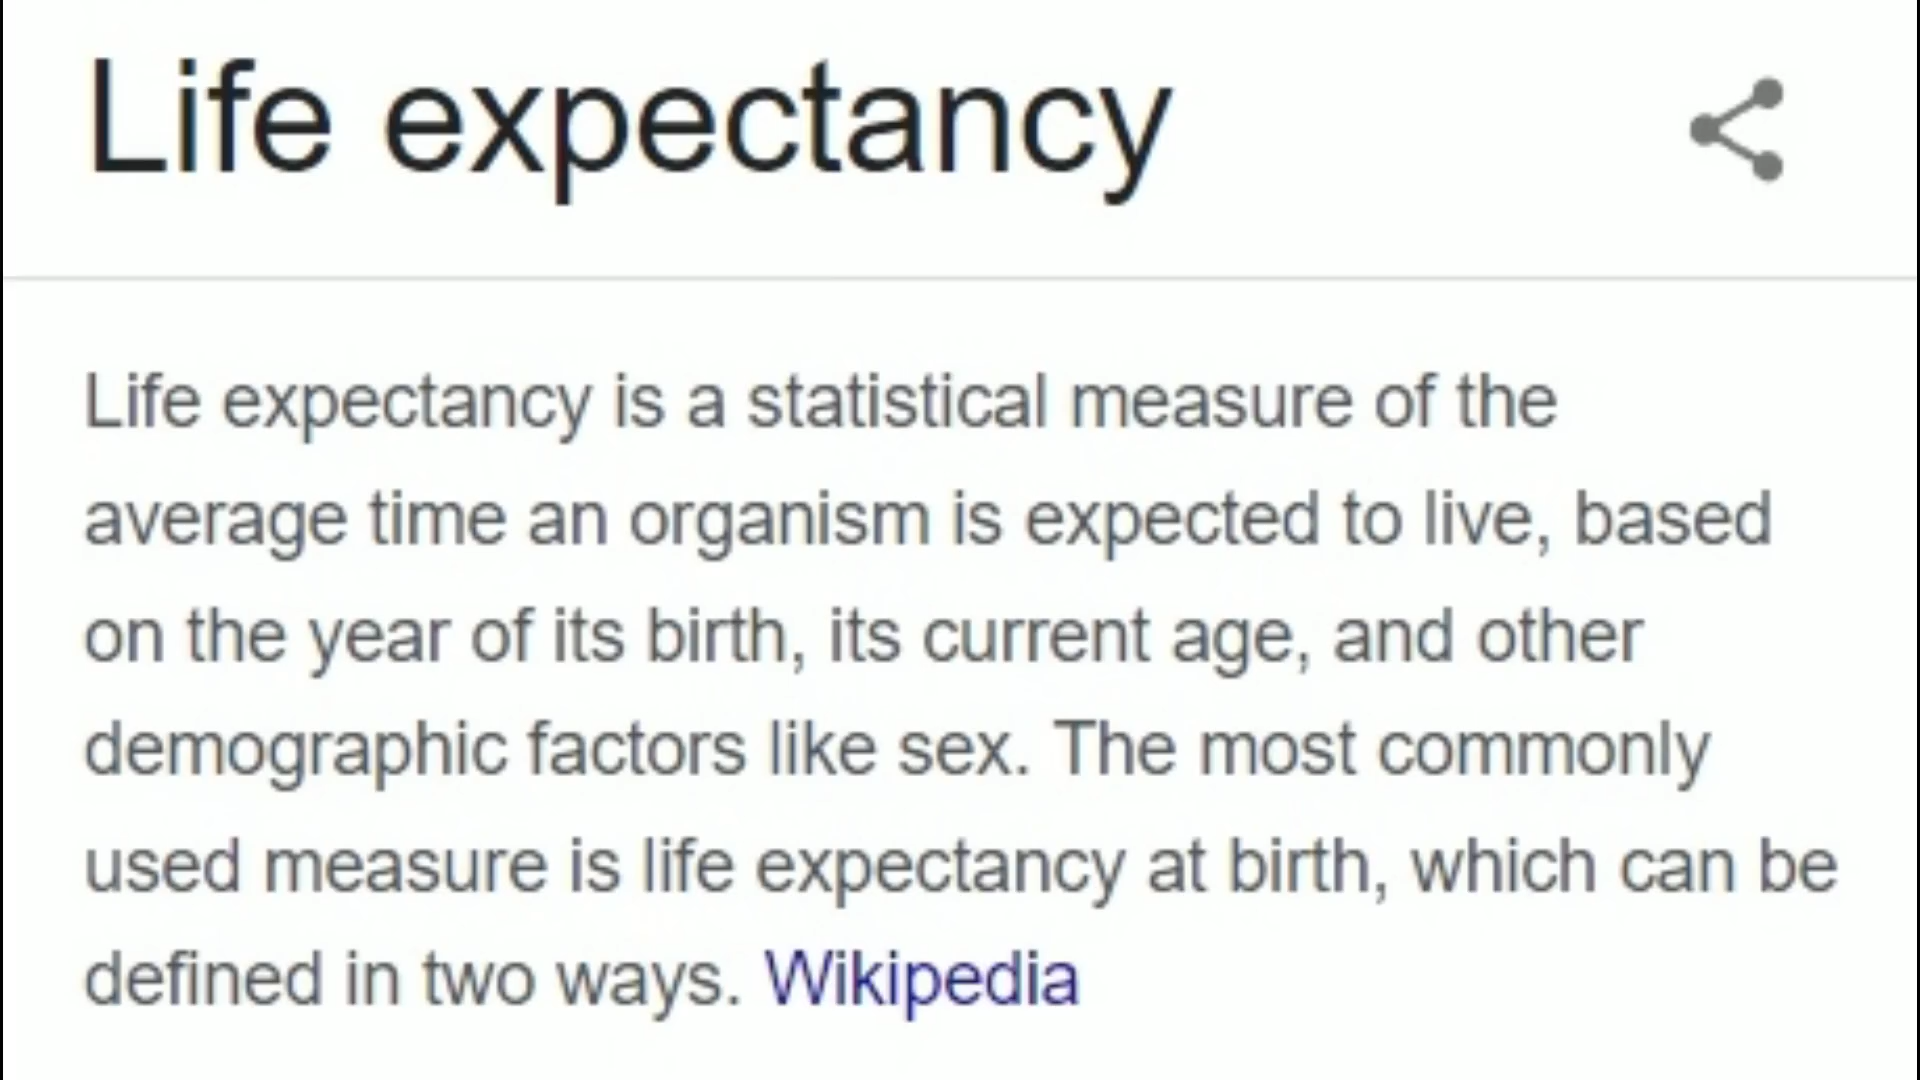 Life expectancy
Life expectancy is a statistical measure of the
average time an organism is expected to live, based
on the year of its birth, its current age, and other
demographic factors like sex. The most commonly
used measure is life expectancy at birth, which can be
defined in two ways. Wikipedia